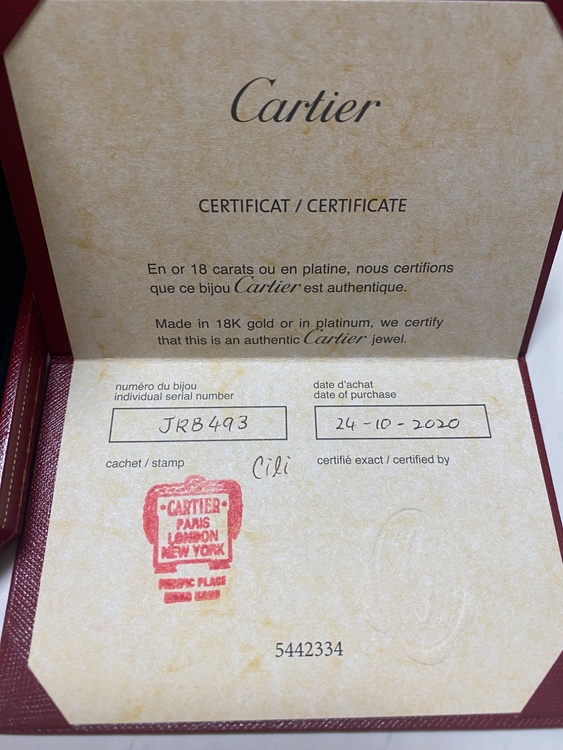 Cartier
CERTIFICAT / CERTIFICATE
En or 18 carats ou en platine, nous certifions
que ce bijou Cartier est authentique.
Made in 18K gold or in platinum, we certify
that this is an authentic Cartier jewel.
numéro du bijou
individual serial number
JRB493
date d'achat
date of purchase
24-10-2020
cachet / stamp
Cili
certifié exact / certified by
CARTIER
PARIS
LONDON
NEW YORK
PACIFIC PLACE
HONG KONG
5442334